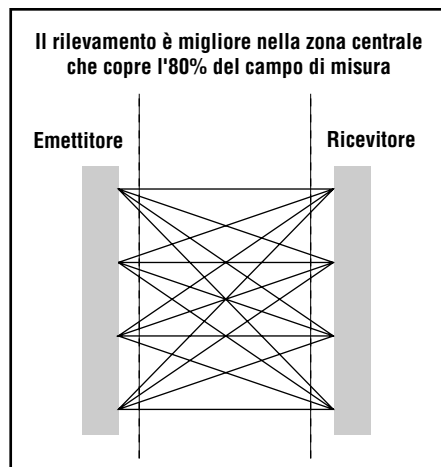 Il rilevamento è migliore nella zona centrale
che copre l'80% del campo di misura
Emettitore
Ricevitore